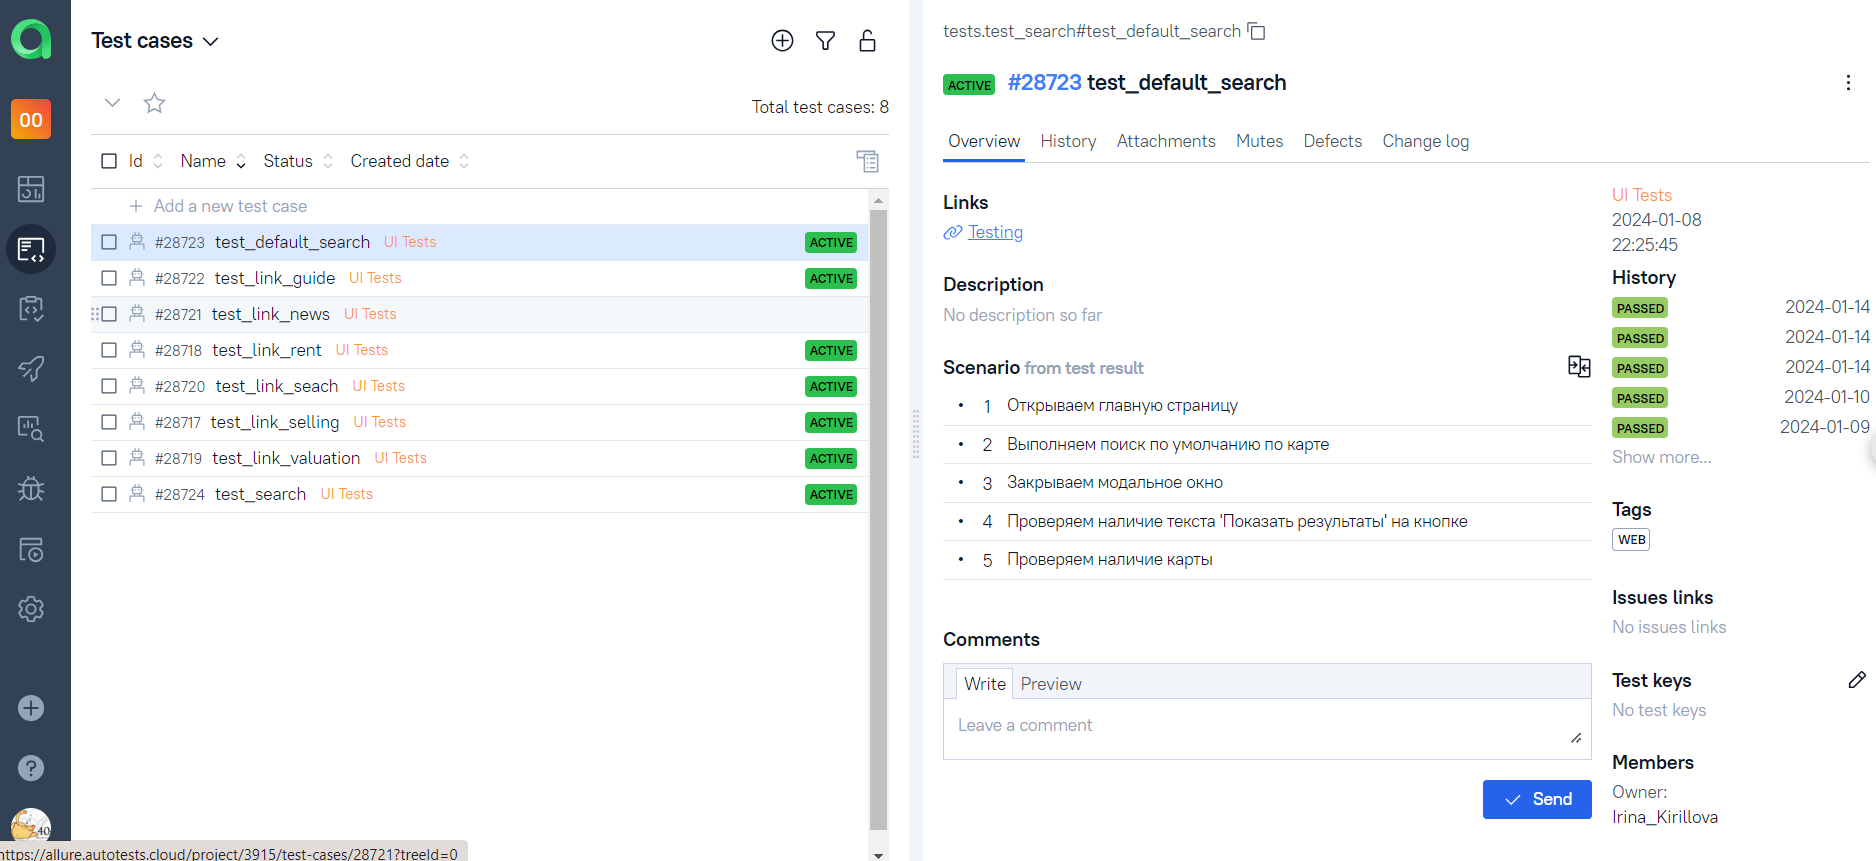 00
40
Test cases
Total test cases: 8
Id Name Status Created date
Add a new test case
#28723 test_default_search UI Tests ACTIVE
#28722 test_link_guide UI Tests ACTIVE
#28721 test_link_news UI Tests
#28718 test_link_rent UI Tests ACTIVE
#28720 test_link_seach UI Tests ACTIVE
#28717 test_link_selling UI Tests ACTIVE
#28719 test_link_valuation UI Tests ACTIVE
#28724 test_search UI Tests ACTIVE
https://allure.autotests.cloud/project/3915/test-cases/28721?treeId=0
tests.test_search#test_default_search
ACTIVE #28723 test_default_search
Overview History Attachments Mutes Defects Change log
Links
Testing
Description
No description so far
Scenario from test result
• 1 Открываем главную страницу
• 2 Выполняем поиск по умолчанию по карте
• 3 Закрываем модальное окно
• 4 Проверяем наличие текста 'Показать результаты' на кнопке
• 5 Проверяем наличие карты
Comments
Write Preview
Leave a comment
Send
UI Tests
2024-01-08
22:25:45
History
PASSED 2024-01-14
PASSED 2024-01-14
PASSED 2024-01-14
PASSED 2024-01-10
PASSED 2024-01-09
Show more...
Tags
WEB
Issues links
No issues links
Test keys
No test keys
Members
Owner:
Irina_Kirillova